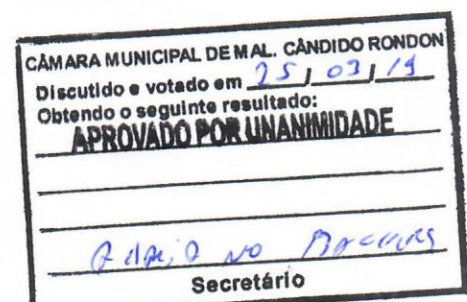 CÂMARA MUNICIPAL DE MAL. CÂNDIDO RONDON
Discutido e votado em 25/03/19
Obtendo o seguinte resultado:
APROVADO POR UNANIMIDADE
Secretário